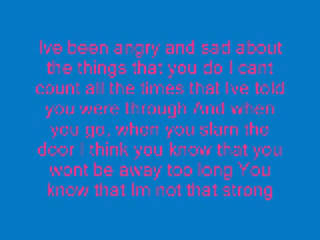 Ive been angry and sad about
the things that you do I cant
count all the times that Ive told
you were through And when
you go, when you slam the
door I think you know that you
wont be away too long You
know that Im not that strong